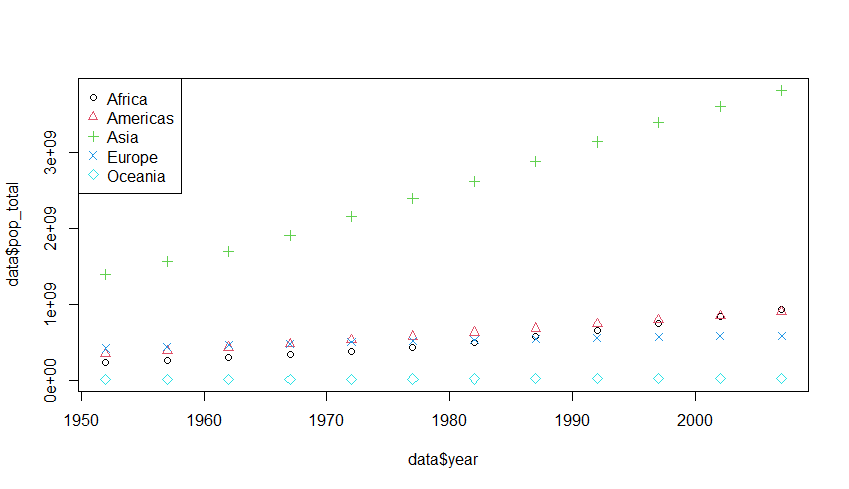 Africa
Americas
Asia
Europe
Oceania
data$pop_total
3e+09
2e+09
1e+09
0e+00
1950 1960 1970 1980 1990 2000
data$year